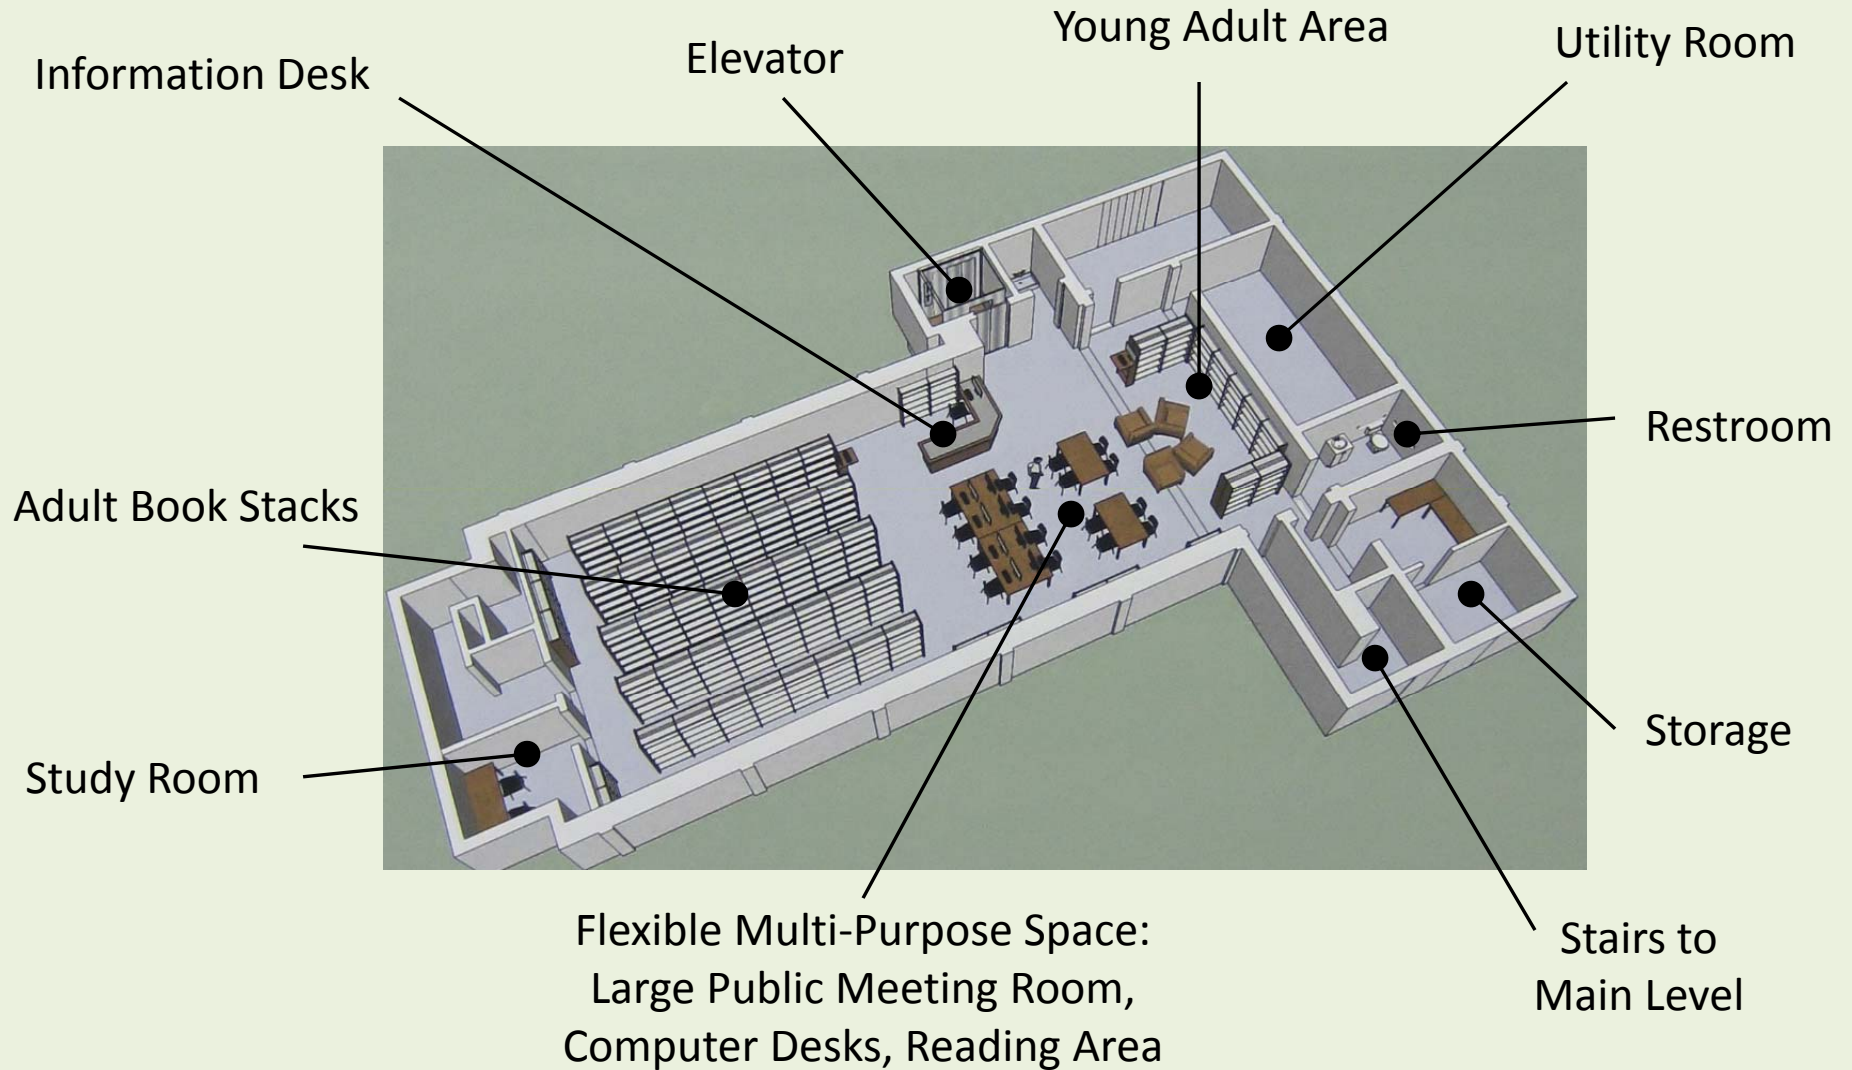 Young Adult Area
Utility Room
Elevator
Information Desk
Restroom
Adult Book Stacks
Storage
Study Room
Flexible Multi-Purpose Space:
Large Public Meeting Room,
Computer Desks, Reading Area
Stairs to
Main Level